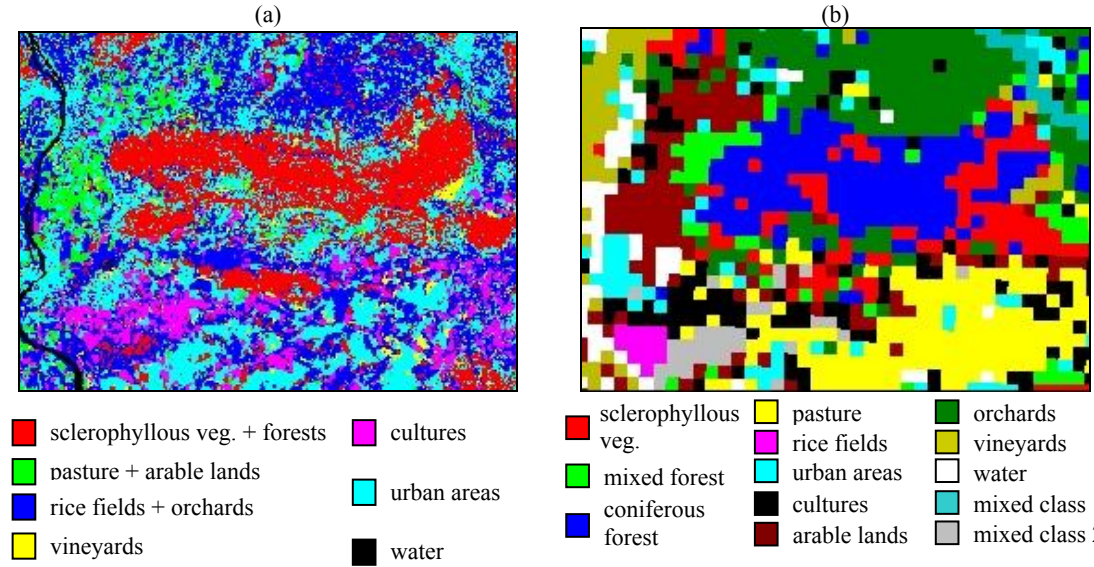 (a)
(b)
sclerophyllous veg. + forests
pasture + arable lands
rice fields + orchards
vineyards
cultures
urban areas
water
sclerophyllous
veg.
mixed forest
coniferous
forest
pasture
rice fields
urban areas
cultures
arable lands
orchards
vineyards
water
mixed class
mixed class